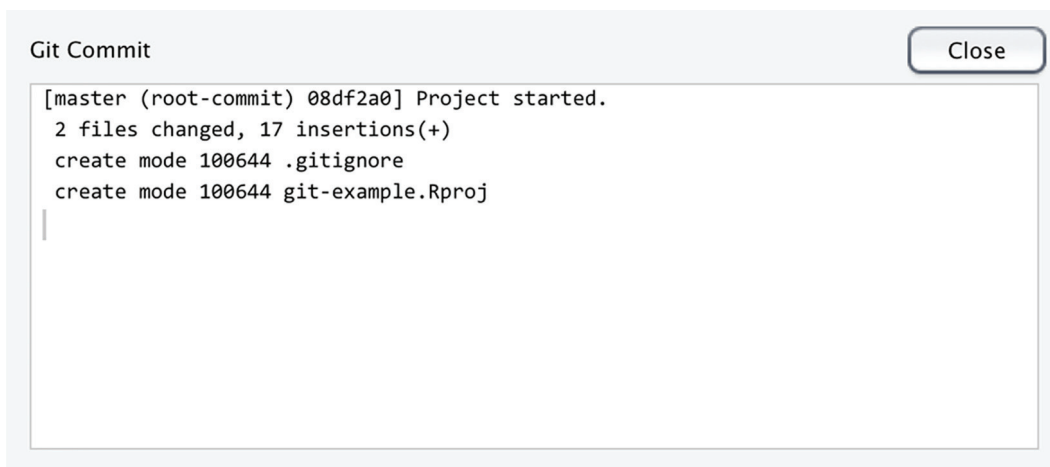 Git Commit
Close
[master (root-commit) 08df2a0] Project started.
2 files changed, 17 insertions(+)
create mode 100644 .gitignore
create mode 100644 git-example.Rproj